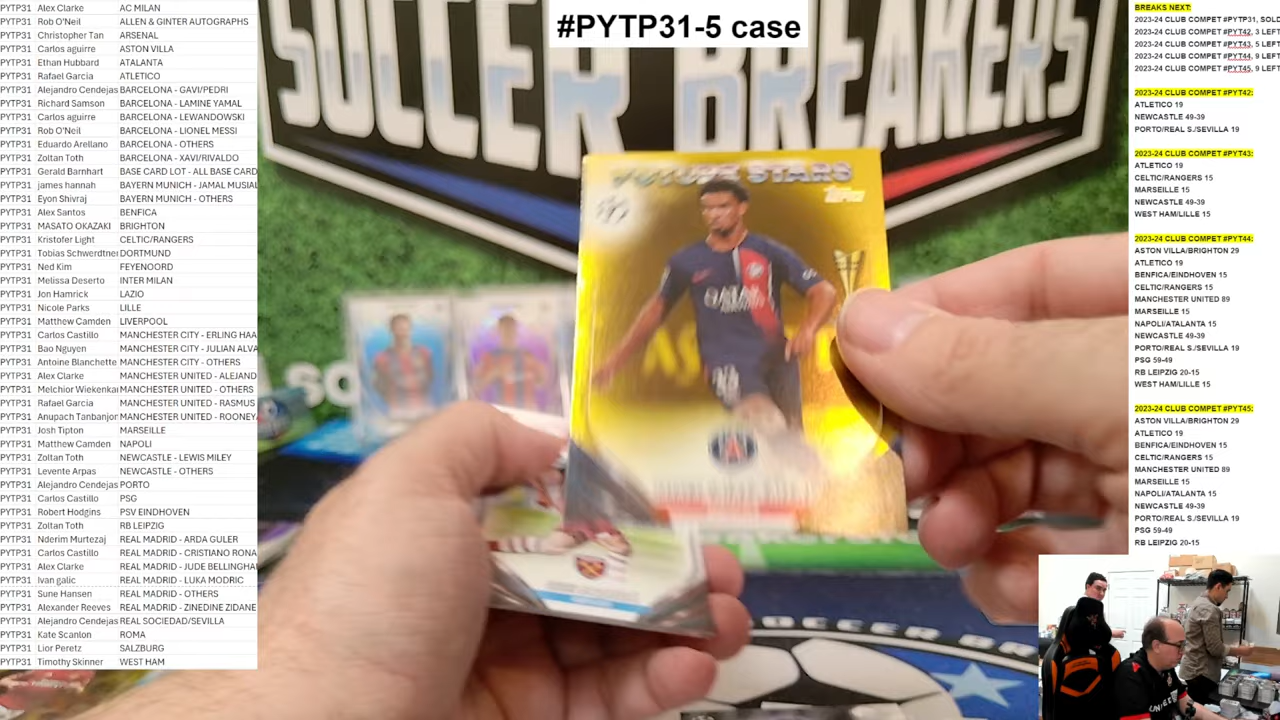 #PYTP31-5 case
PYTP31 Alex Clarke AC MILAN
PYTP31 Rob O'Neil ALLEN & GINTER AUTOGRAPHS
PYTP31 Christopher Tan ARSENAL
PYTP31 Carlos aguirre ASTON VILLA
PYTP31 Ethan Hubbard ATALANTA
PYTP31 Rafael Garcia ATLETICO
PYTP31 Alejandro Cendejas BARCELONA - GAVI/PEDRI
PYTP31 Richard Samson BARCELONA - LAMINE YAMAL
PYTP31 Carlos aguirre BARCELONA - LEWANDOWSKI
PYTP31 Rob O'Neil BARCELONA - LIONEL MESSI
PYTP31 Eduardo Arellano BARCELONA - OTHERS
PYTP31 Zoltan Toth BARCELONA - XAVI/RIVALDO
PYTP31 Gerald Barnhart BASE CARD LOT - ALL BASE CARD
PYTP31 james hannah BAYERN MUNICH - JAMAL MUSIAL
PYTP31 Eyon Shivraj BAYERN MUNICH - OTHERS
PYTP31 Alex Santos BENFICA
PYTP31 MASATO OKAZAKI BRIGHTON
PYTP31 Kristofer Light CELTIC/RANGERS
PYTP31 Tobias Schwerdtner DORTMUND
PYTP31 Ned Kim FEYENOORD
PYTP31 Melissa Deserto INTER MILAN
PYTP31 Jon Hamrick LAZIO
PYTP31 Nicole Parks LILLE
PYTP31 Matthew Camden LIVERPOOL
PYTP31 Carlos Castillo MANCHESTER CITY - ERLING HAA
PYTP31 Bao Nguyen MANCHESTER CITY - JULIAN ALVA
PYTP31 Antoine Blanchette MANCHESTER CITY - OTHERS
PYTP31 Alex Clarke MANCHESTER UNITED - ALEJAND
PYTP31 Melchior Wiekenka MANCHESTER UNITED - OTHERS
PYTP31 Rafael Garcia MANCHESTER UNITED - RASMUS
PYTP31 Anupach Tanbanjor MANCHESTER UNITED - ROONEY
PYTP31 Josh Tipton MARSEILLE
PYTP31 Matthew Camden NAPOLI
PYTP31 Zoltan Toth NEWCASTLE - LEWIS MILEY
PYTP31 Levente Arpas NEWCASTLE - OTHERS
PYTP31 Alejandro Cendejas PORTO
PYTP31 Carlos Castillo PSG
PYTP31 Robert Hodgins PSV EINDHOVEN
PYTP31 Zoltan Toth RB LEIPZIG
PYTP31 Nderim Murtezaj REAL MADRID - ARDA GULER
PYTP31 Carlos Castillo REAL MADRID - CRISTIANO RONA
PYTP31 Alex Clarke REAL MADRID - JUDE BELLINGHA
PYTP31 Ivan galic REAL MADRID - LUKA MODRIC
PYTP31 Sune Hansen REAL MADRID - OTHERS
PYTP31 Alexander Reeves REAL MADRID - ZINEDINE ZIDANE
PYTP31 Alejandro Cendejas REAL SOCIEDAD/SEVILLA
PYTP31 Kate Scanlon ROMA
PYTP31 Lior Peretz SALZBURG
PYTP31 Timothy Skinner WEST HAM
SOCCER BREAKERS
FUTURE STARS
topps
BREAKS NEXT:
2023-24 CLUB COMPET #PYTP31, SOLD
2023-24 CLUB COMPET #PYT42, 3 LEFT
2023-24 CLUB COMPET #PYT43, 5 LEFT
2023-24 CLUB COMPET #PYT44, 9 LEFT
2023-24 CLUB COMPET #PYT45, 9 LEFT
2023-24 CLUB COMPET #PYT42:
ATLETICO 19
NEWCASTLE 49-39
PORTO/REAL S./SEVILLA 19
2023-24 CLUB COMPET #PYT43:
ATLETICO 19
CELTIC/RANGERS 15
MARSEILLE 15
NEWCASTLE 49-39
WEST HAM/LILLE 15
2023-24 CLUB COMPET #PYT44:
ASTON VILLA/BRIGHTON 29
ATLETICO 19
BENFICA/EINDHOVEN 15
CELTIC/RANGERS 15
MANCHESTER UNITED 89
MARSEILLE 15
NAPOLI/ATALANTA 15
NEWCASTLE 49-39
PORTO/REAL S./SEVILLA 19
PSG 59-49
RB LEIPZIG 20-15
WEST HAM/LILLE 15
2023-24 CLUB COMPET #PYT45:
ASTON VILLA/BRIGHTON 29
ATLETICO 19
BENFICA/EINDHOVEN 15
CELTIC/RANGERS 15
MANCHESTER UNITED 89
MARSEILLE 15
NAPOLI/ATALANTA 15
NEWCASTLE 49-39
PORTO/REAL S./SEVILLA 19
PSG 59-49
RB LEIPZIG 20-15